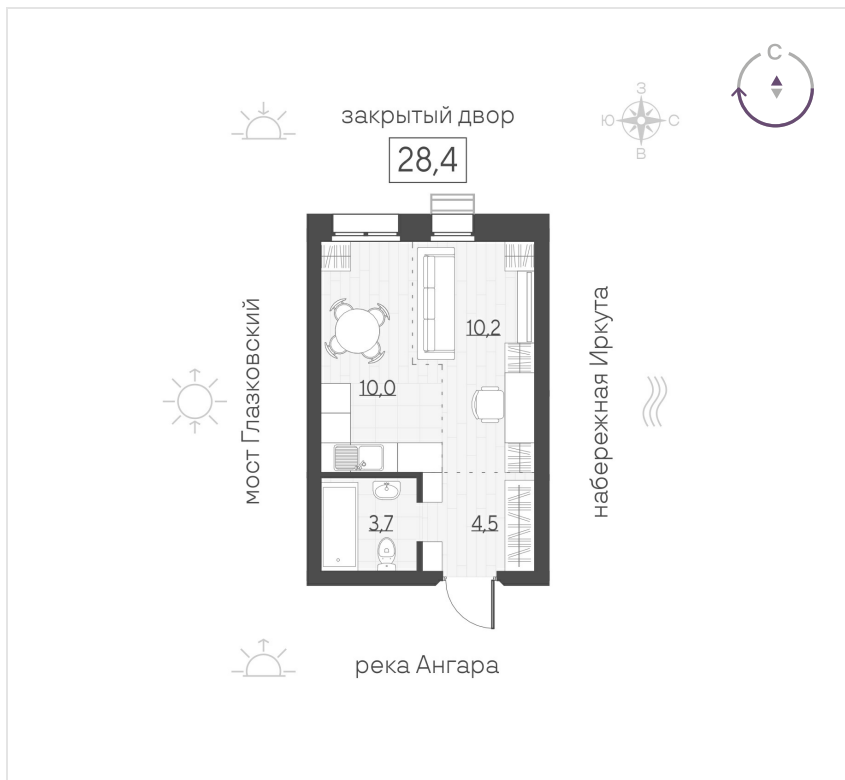 С
закрытый двор
З
Ю
С
В
28,4
мост Глазковский
набережная Иркута
10,2
10,0
3,7
4,5
река Ангара